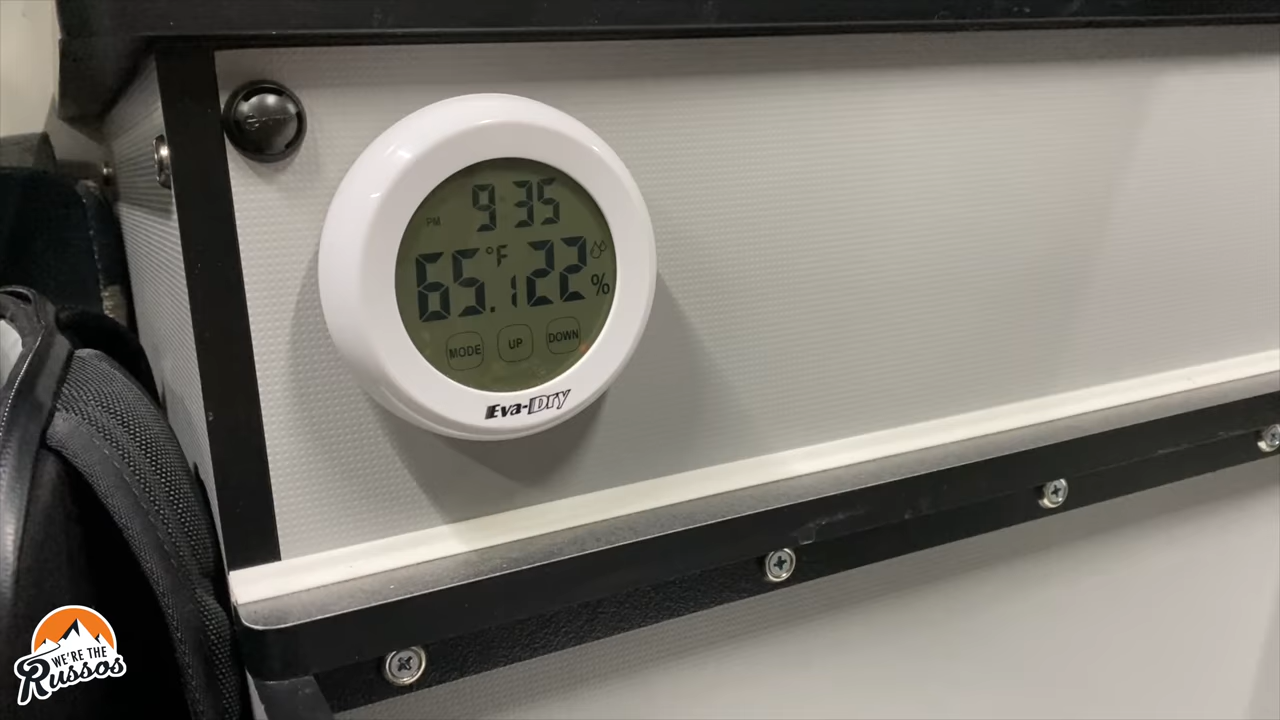 PM 9:35
65.1 °F 22 %
MODE UP DOWN
Eva-Dry
WE'RE THE
RUSSOS